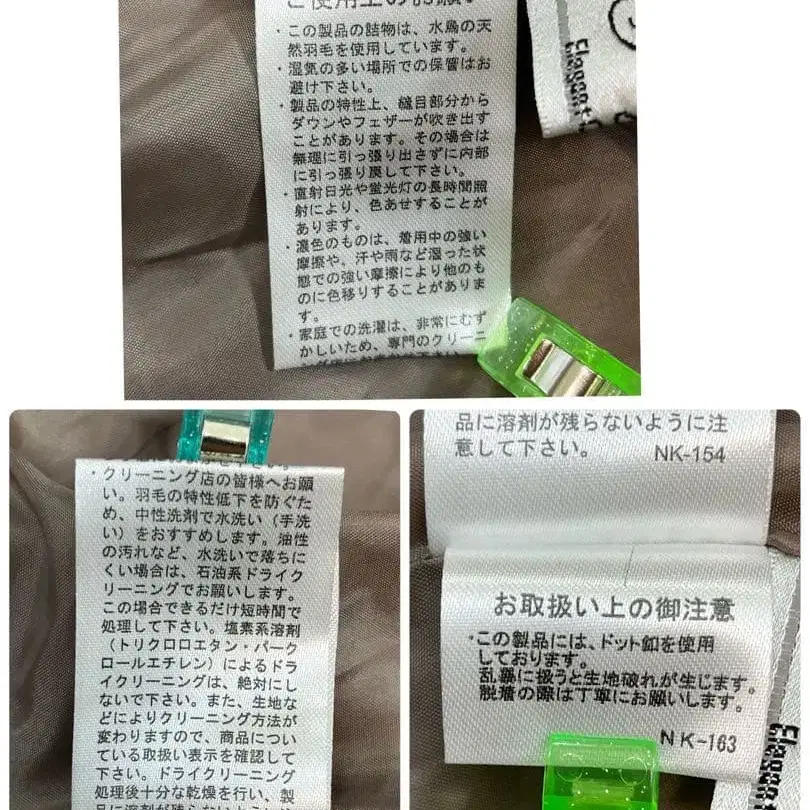 ご使用上のお願い
・この製品の詰物は、水鳥の天
然羽毛を使用しています。
・湿気の多い場所での保管はお
避け下さい。
・製品の特性上、縫目部分から
ダウンやフェザーが吹き出す
ことがあります。その場合は
無理に引っ張り出さずに内部
に引っ張り戻して下さい。
・直射日光や蛍光灯の長時間照
射により、色あせすることが
あります。
・濃色のものは、着用中の強い
摩擦や、汗や雨など湿った状
態での強い摩擦により他のも
のに色移りすることがありま
す。
・家庭での洗濯は、非常にむず
かしいため、専門のクリーニ
Elegant
・クリーニング店の皆様へお願
い。羽毛の特性低下を防ぐた
め、中性洗剤で水洗い（手洗
い）をおすすめします。油性
の汚れなど、水洗いで落ちに
くい場合は、石油系ドライク
リーニングでお願いします。
この場合できるだけ短時間で
処理して下さい。塩素系溶剤
（トリクロロエタン・パーク
ロールエチレン）によるドラ
イクリーニングは、絶対にし
ないで下さい。また、生地な
どによりクリーニング方法が
変わりますので、商品につい
ている取扱い表示を確認して
下さい。ドライクリーニング
処理後十分な乾燥を行い、製
品に溶剤が残らないように注
品に溶剤が残らないように注
意して下さい。 NK-154
お取扱い上の御注意
・この製品には、ドット釦を使用
しております。
乱暴に扱うと生地破れが生じます。
脱着の際は丁寧にお願いします。
NK-163
Elegan